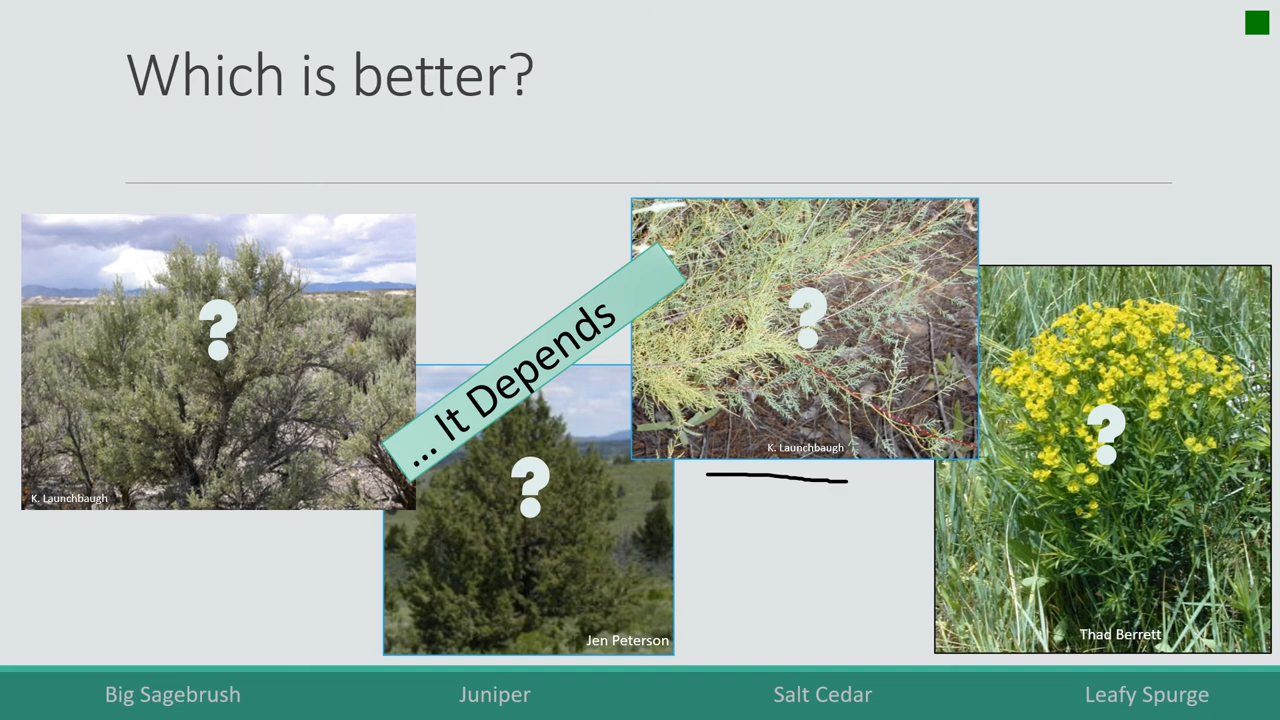 Which is better?
?
?
?
?
... It Depends
K. Launchbaugh
K. Launchbaugh
Jen Peterson
Thad Berrett
Big Sagebrush
Juniper
Salt Cedar
Leafy Spurge